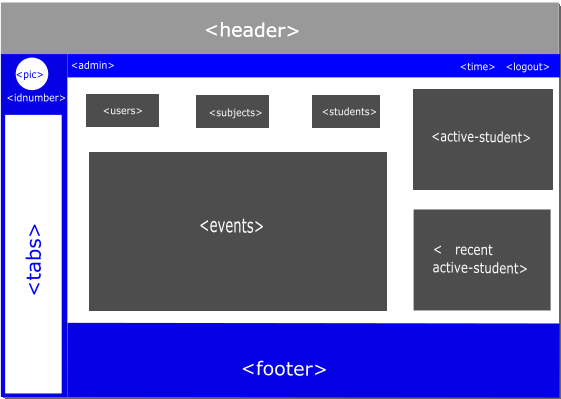 <header>
<pic>
<idnumber>
<admin>
<time>
<logout>
<users>
<subjects>
<students>
<active-student>
<events>
< recent
active-student>
<tabs>
<footer>